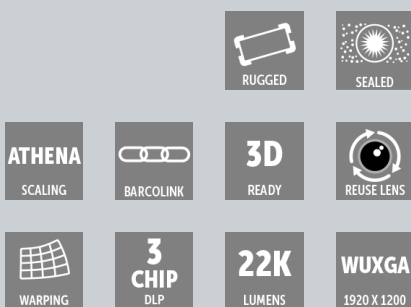 RUGGED
SEALED
ATHENA
SCALING
BARCOLINK
3D
READY
REUSE LENS
WARPING
3
CHIP
DLP
22K
LUMENS
WUXGA
1920 X 1200